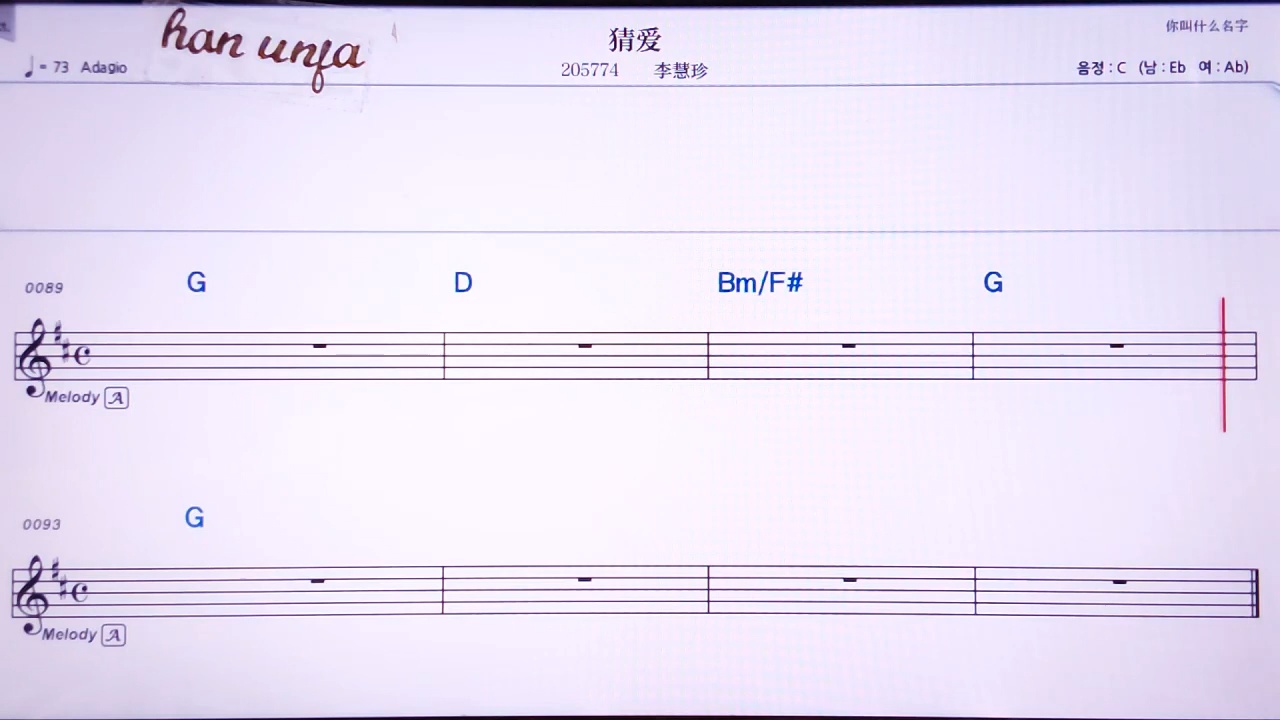 han unfa
猜爱
你叫什么名字
♩ = 73 Adagio
205774 李慧珍
음정 : C (남 : Eb 여 : Ab)
0089
G D Bm/F# G
Melody A
0093
G
Melody A